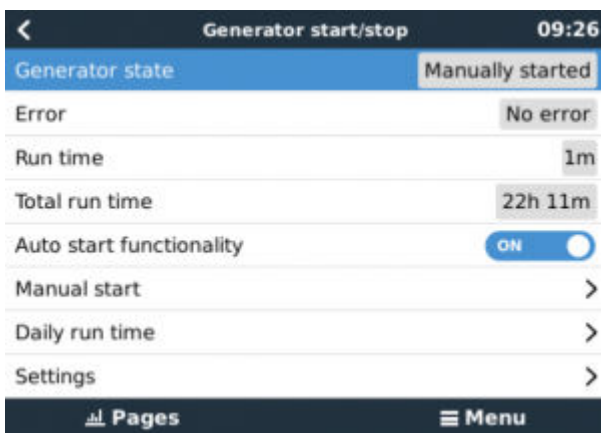 Generator start/stop 09:26
Generator state Manually started
Error No error
Run time 1m
Total run time 22h 11m
Auto start functionality ON
Manual start
Daily run time
Settings
Pages Menu